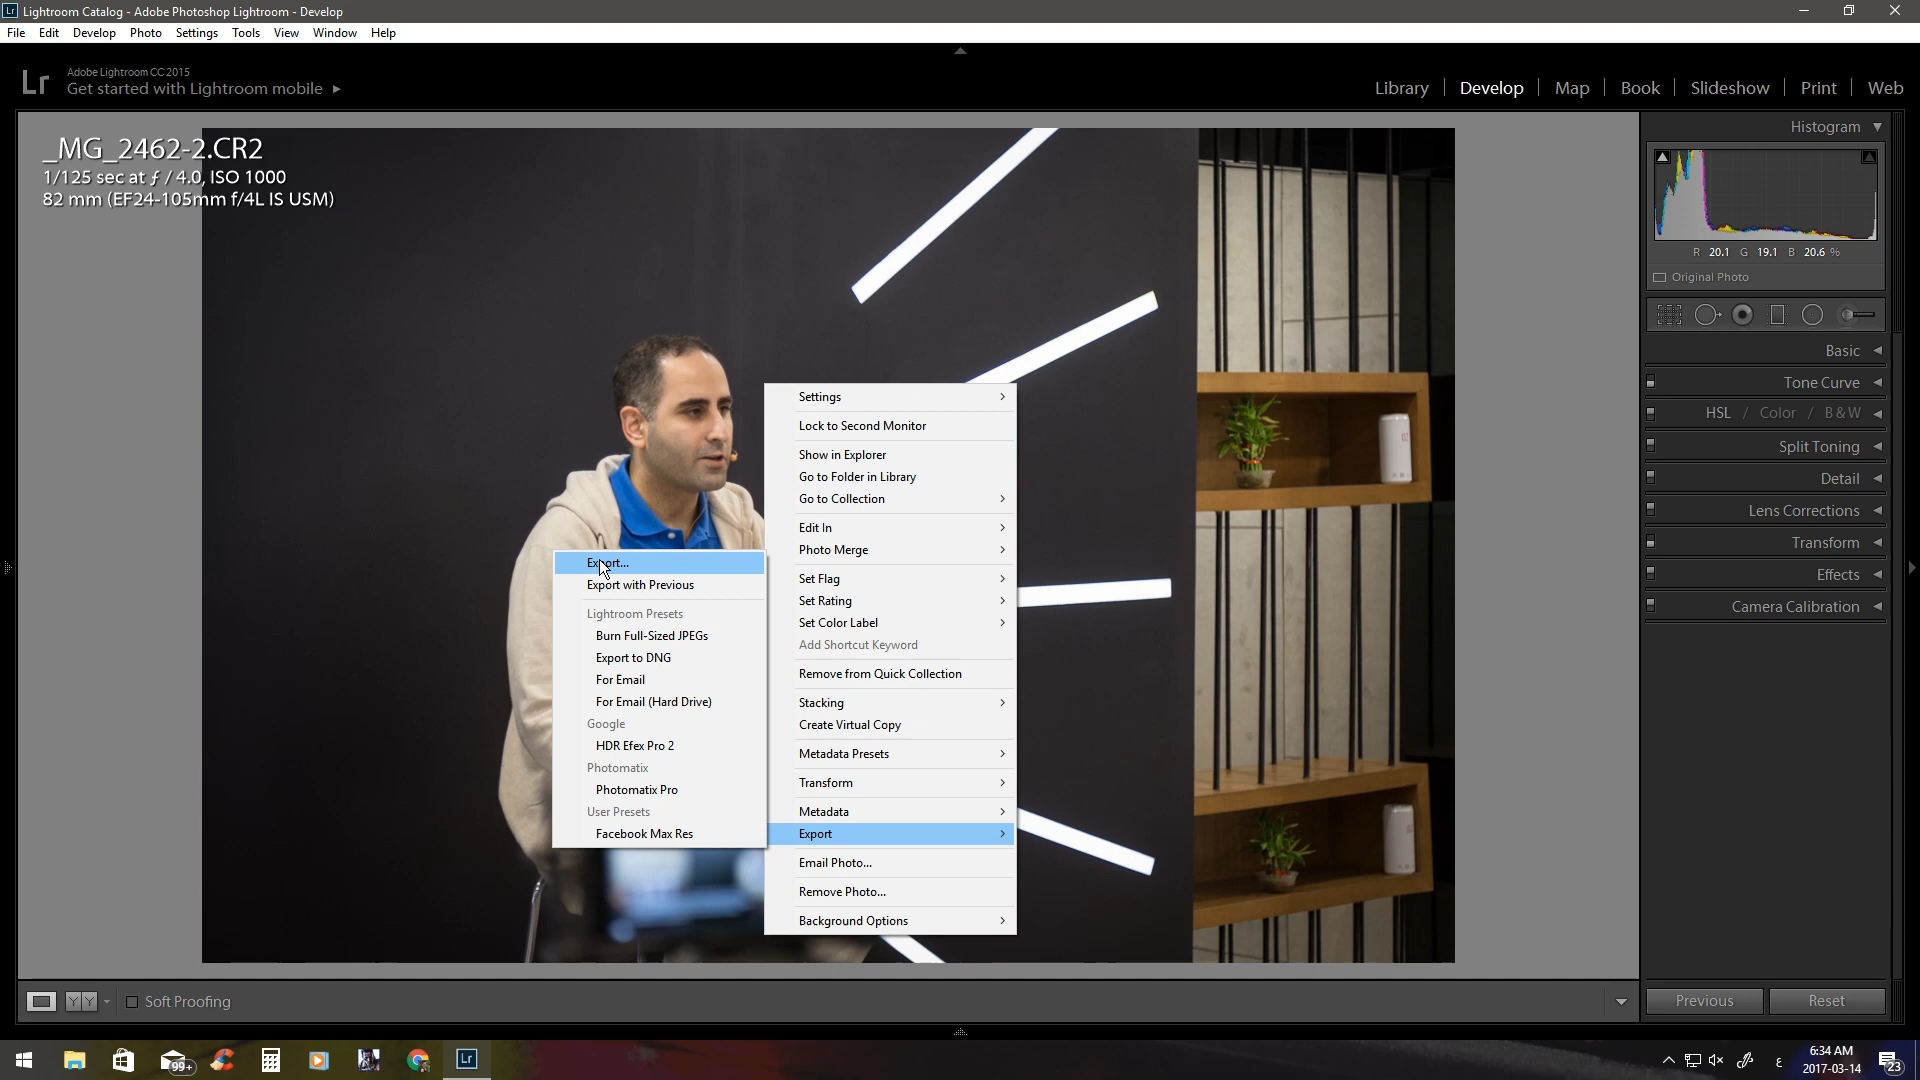 Lightroom Catalog - Adobe Photoshop Lightroom - Develop
File Edit Develop Photo Settings Tools View Window Help
Lr
Adobe Lightroom CC 2015
Get started with Lightroom mobile
Library Develop Map Book Slideshow Print Web
_MG_2462-2.CR2
1/125 sec at ƒ / 4.0, ISO 1000
82 mm (EF24-105mm f/4L IS USM)
Histogram
R 20.1 G 19.1 B 20.6 %
Original Photo
Basic
Tone Curve
HSL / Color / B & W
Split Toning
Detail
Lens Corrections
Transform
Effects
Camera Calibration
Settings
Lock to Second Monitor
Show in Explorer
Go to Folder in Library
Go to Collection
Edit In
Photo Merge
Set Flag
Set Rating
Set Color Label
Add Shortcut Keyword
Remove from Quick Collection
Stacking
Create Virtual Copy
Metadata Presets
Transform
Metadata
Export
Email Photo...
Remove Photo...
Background Options
Export...
Export with Previous
Lightroom Presets
Burn Full-Sized JPEGs
Export to DNG
For Email
For Email (Hard Drive)
Google
HDR Efex Pro 2
Photomatix
Photomatix Pro
User Presets
Facebook Max Res
Y Y
Soft Proofing
Previous Reset
99+
Lr
ع
6:34 AM
2017-03-14
23